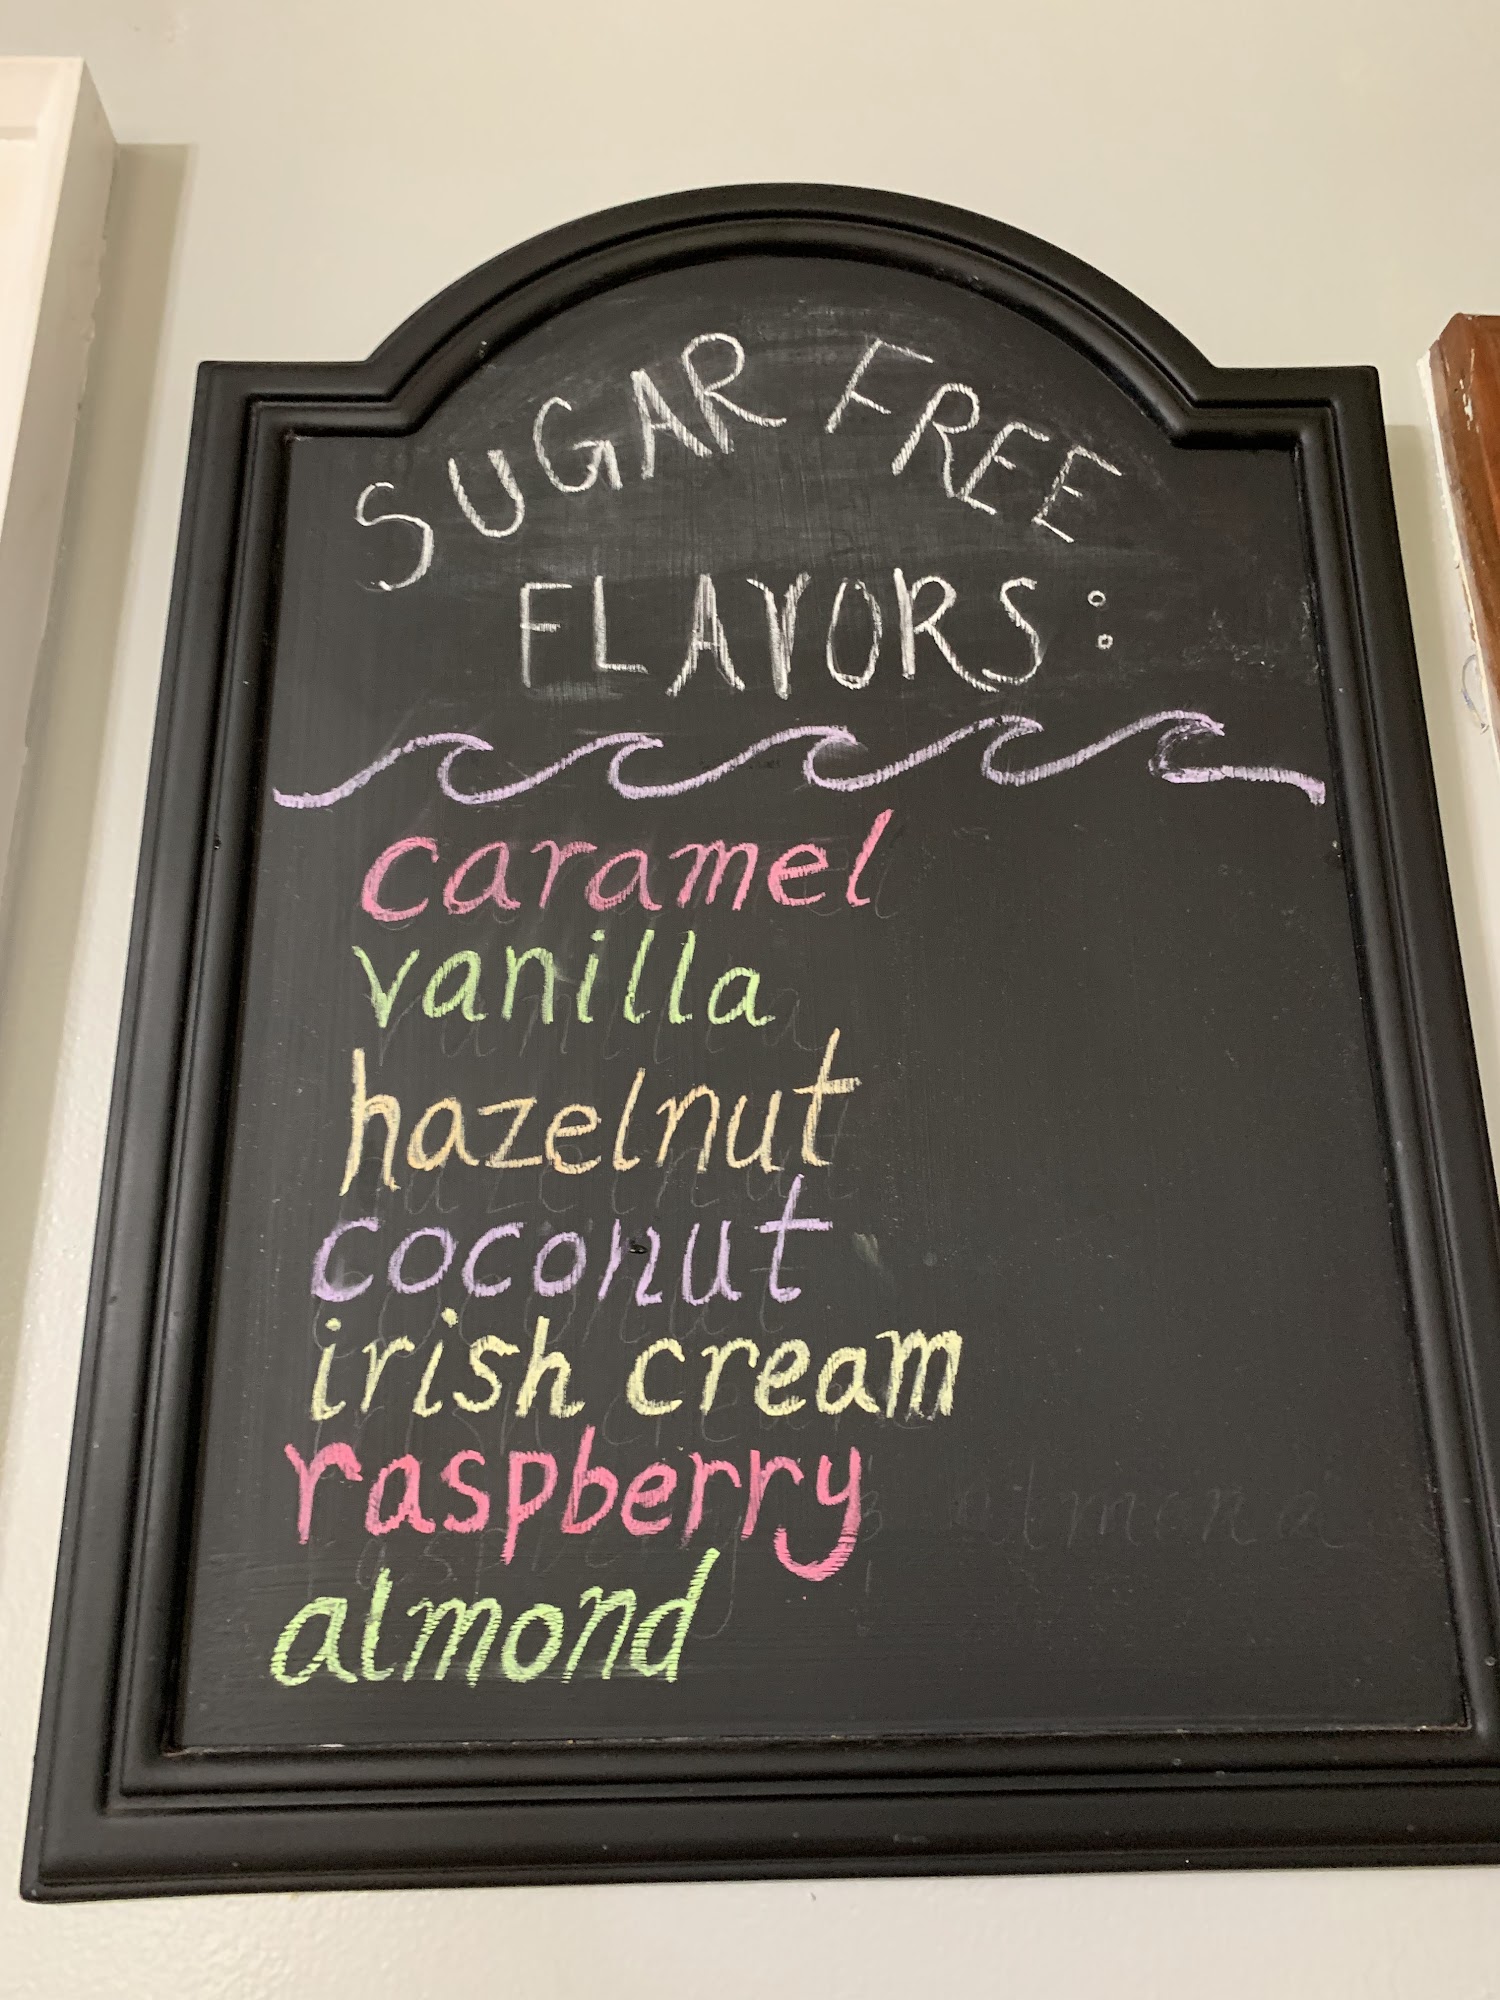 SUGAR FREE
FLAVORS:
caramel
vanilla
hazelnut
coconut
irish cream
raspberry
almond